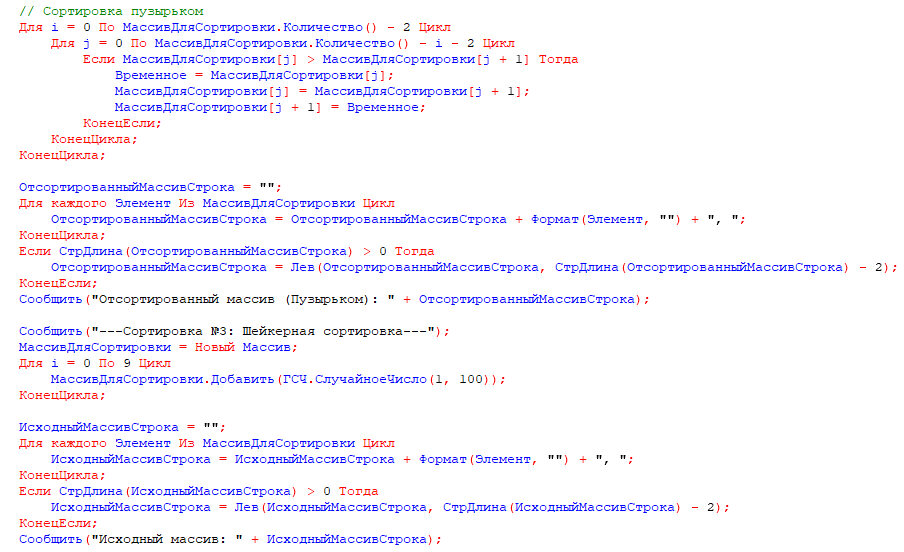 // Сортировка пузырьком
Для i = 0 По МассивДляСортировки.Количество() - 2 Цикл
    Для j = 0 По МассивДляСортировки.Количество() - i - 2 Цикл
        Если МассивДляСортировки[j] > МассивДляСортировки[j + 1] Тогда
            Временное = МассивДляСортировки[j];
            МассивДляСортировки[j] = МассивДляСортировки[j + 1];
            МассивДляСортировки[j + 1] = Временное;
        КонецЕсли;
    КонецЦикла;
КонецЦикла;

ОтсортированныйМассивСтрока = "";
Для каждого Элемент Из МассивДляСортировки Цикл
    ОтсортированныйМассивСтрока = ОтсортированныйМассивСтрока + Формат(Элемент, "") + ", ";
КонецЦикла;
Если СтрДлина(ОтсортированныйМассивСтрока) > 0 Тогда
    ОтсортированныйМассивСтрока = Лев(ОтсортированныйМассивСтрока, СтрДлина(ОтсортированныйМассивСтрока) - 2);
КонецЕсли;
Сообщить("Отсортированный массив (Пузырьком): " + ОтсортированныйМассивСтрока);

Сообщить("---Сортировка №3: Шейкерная сортировка---");
МассивДляСортировки = Новый Массив;
Для i = 0 По 9 Цикл
    МассивДляСортировки.Добавить(ГСЧ.СлучайноеЧисло(1, 100));
КонецЦикла;

ИсходныйМассивСтрока = "";
Для каждого Элемент Из МассивДляСортировки Цикл
    ИсходныйМассивСтрока = ИсходныйМассивСтрока + Формат(Элемент, "") + ", ";
КонецЦикла;
Если СтрДлина(ИсходныйМассивСтрока) > 0 Тогда
    ИсходныйМассивСтрока = Лев(ИсходныйМассивСтрока, СтрДлина(ИсходныйМассивСтрока) - 2);
КонецЕсли;
Сообщить("Исходный массив: " + ИсходныйМассивСтрока);